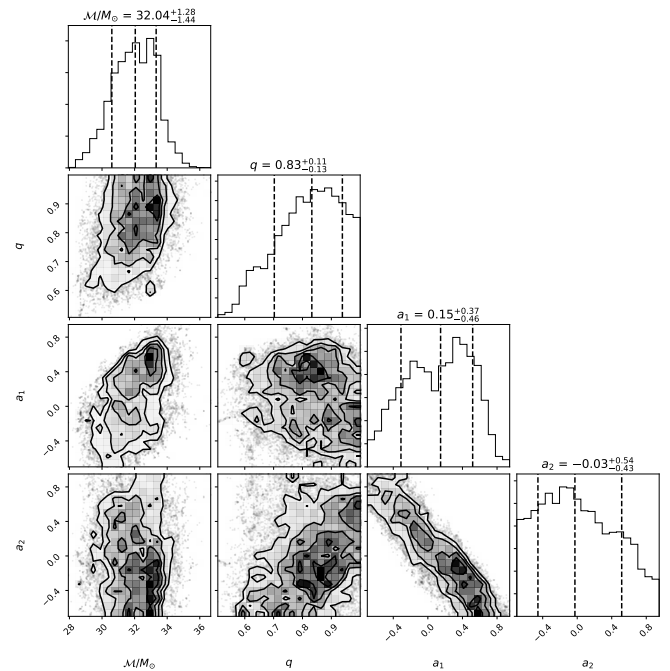 ℳ/M⊙ = 32.04+1.28−1.44
q = 0.83+0.11−0.13
0.9
0.8
0.7
0.6
q
a1 = 0.15+0.37−0.46
0.8
0.4
0.0
−0.4
a1
a2 = −0.03+0.54−0.43
0.8
0.4
0.0
−0.4
a2
28 30 32 34 36 0.6 0.7 0.8 0.9 −0.4 0.0 0.4 0.8 −0.4 0.0 0.4 0.8
ℳ/M⊙ q a1 a2